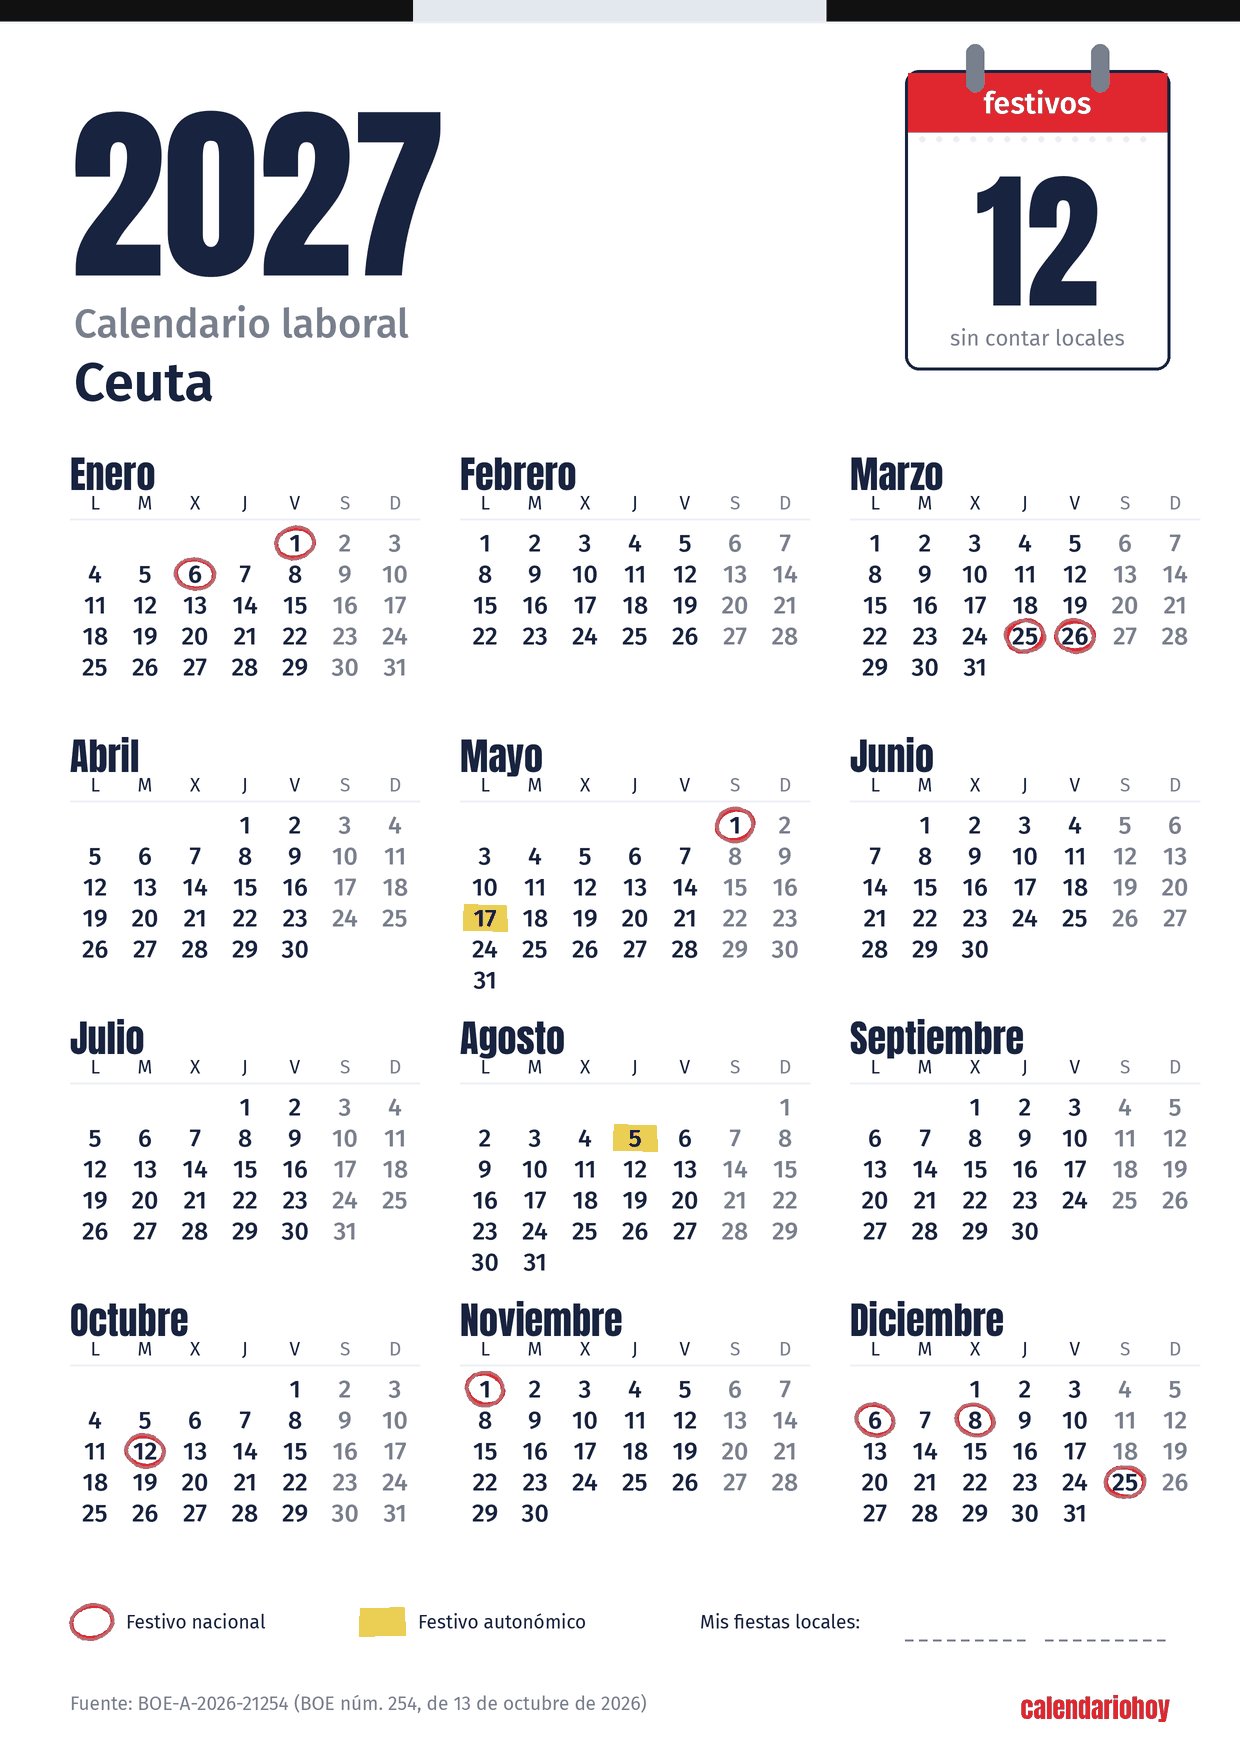 festivos
2027
12
Calendario laboral
sin contar locales
Ceuta
Enero
L M X J V S D
1 2 3
4 5 6 7 8 9 10
11 12 13 14 15 16 17
18 19 20 21 22 23 24
25 26 27 28 29 30 31
Febrero
L M X J V S D
1 2 3 4 5 6 7
8 9 10 11 12 13 14
15 16 17 18 19 20 21
22 23 24 25 26 27 28
Marzo
L M X J V S D
1 2 3 4 5 6 7
8 9 10 11 12 13 14
15 16 17 18 19 20 21
22 23 24 25 26 27 28
29 30 31
Abril
L M X J V S D
1 2 3 4
5 6 7 8 9 10 11
12 13 14 15 16 17 18
19 20 21 22 23 24 25
26 27 28 29 30
Mayo
L M X J V S D
1 2
3 4 5 6 7 8 9
10 11 12 13 14 15 16
17 18 19 20 21 22 23
24 25 26 27 28 29 30
31
Junio
L M X J V S D
1 2 3 4 5 6
7 8 9 10 11 12 13
14 15 16 17 18 19 20
21 22 23 24 25 26 27
28 29 30
Julio
L M X J V S D
1 2 3 4
5 6 7 8 9 10 11
12 13 14 15 16 17 18
19 20 21 22 23 24 25
26 27 28 29 30 31
Agosto
L M X J V S D
1
2 3 4 5 6 7 8
9 10 11 12 13 14 15
16 17 18 19 20 21 22
23 24 25 26 27 28 29
30 31
Septiembre
L M X J V S D
1 2 3 4 5
6 7 8 9 10 11 12
13 14 15 16 17 18 19
20 21 22 23 24 25 26
27 28 29 30
Octubre
L M X J V S D
1 2 3
4 5 6 7 8 9 10
11 12 13 14 15 16 17
18 19 20 21 22 23 24
25 26 27 28 29 30 31
Noviembre
L M X J V S D
1 2 3 4 5 6 7
8 9 10 11 12 13 14
15 16 17 18 19 20 21
22 23 24 25 26 27 28
29 30
Diciembre
L M X J V S D
1 2 3 4 5
6 7 8 9 10 11 12
13 14 15 16 17 18 19
20 21 22 23 24 25 26
27 28 29 30 31
Festivo nacional
Festivo autonómico
Mis fiestas locales:
Fuente: BOE-A-2026-21254 (BOE núm. 254, de 13 de octubre de 2026)
calendariohoy